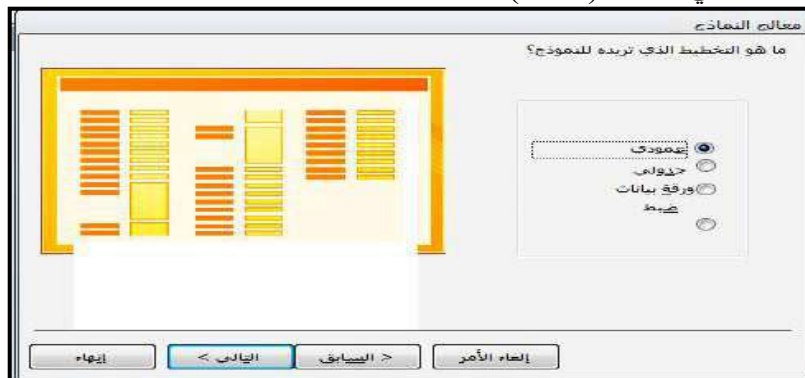 معالج النماذج
ما هو التخطيط الذي تريده للنموذج؟
عمودي
جدولي
ورقة بيانات
ضبط
إلغاء الأمر
< السابق
التالي >
إنهاء